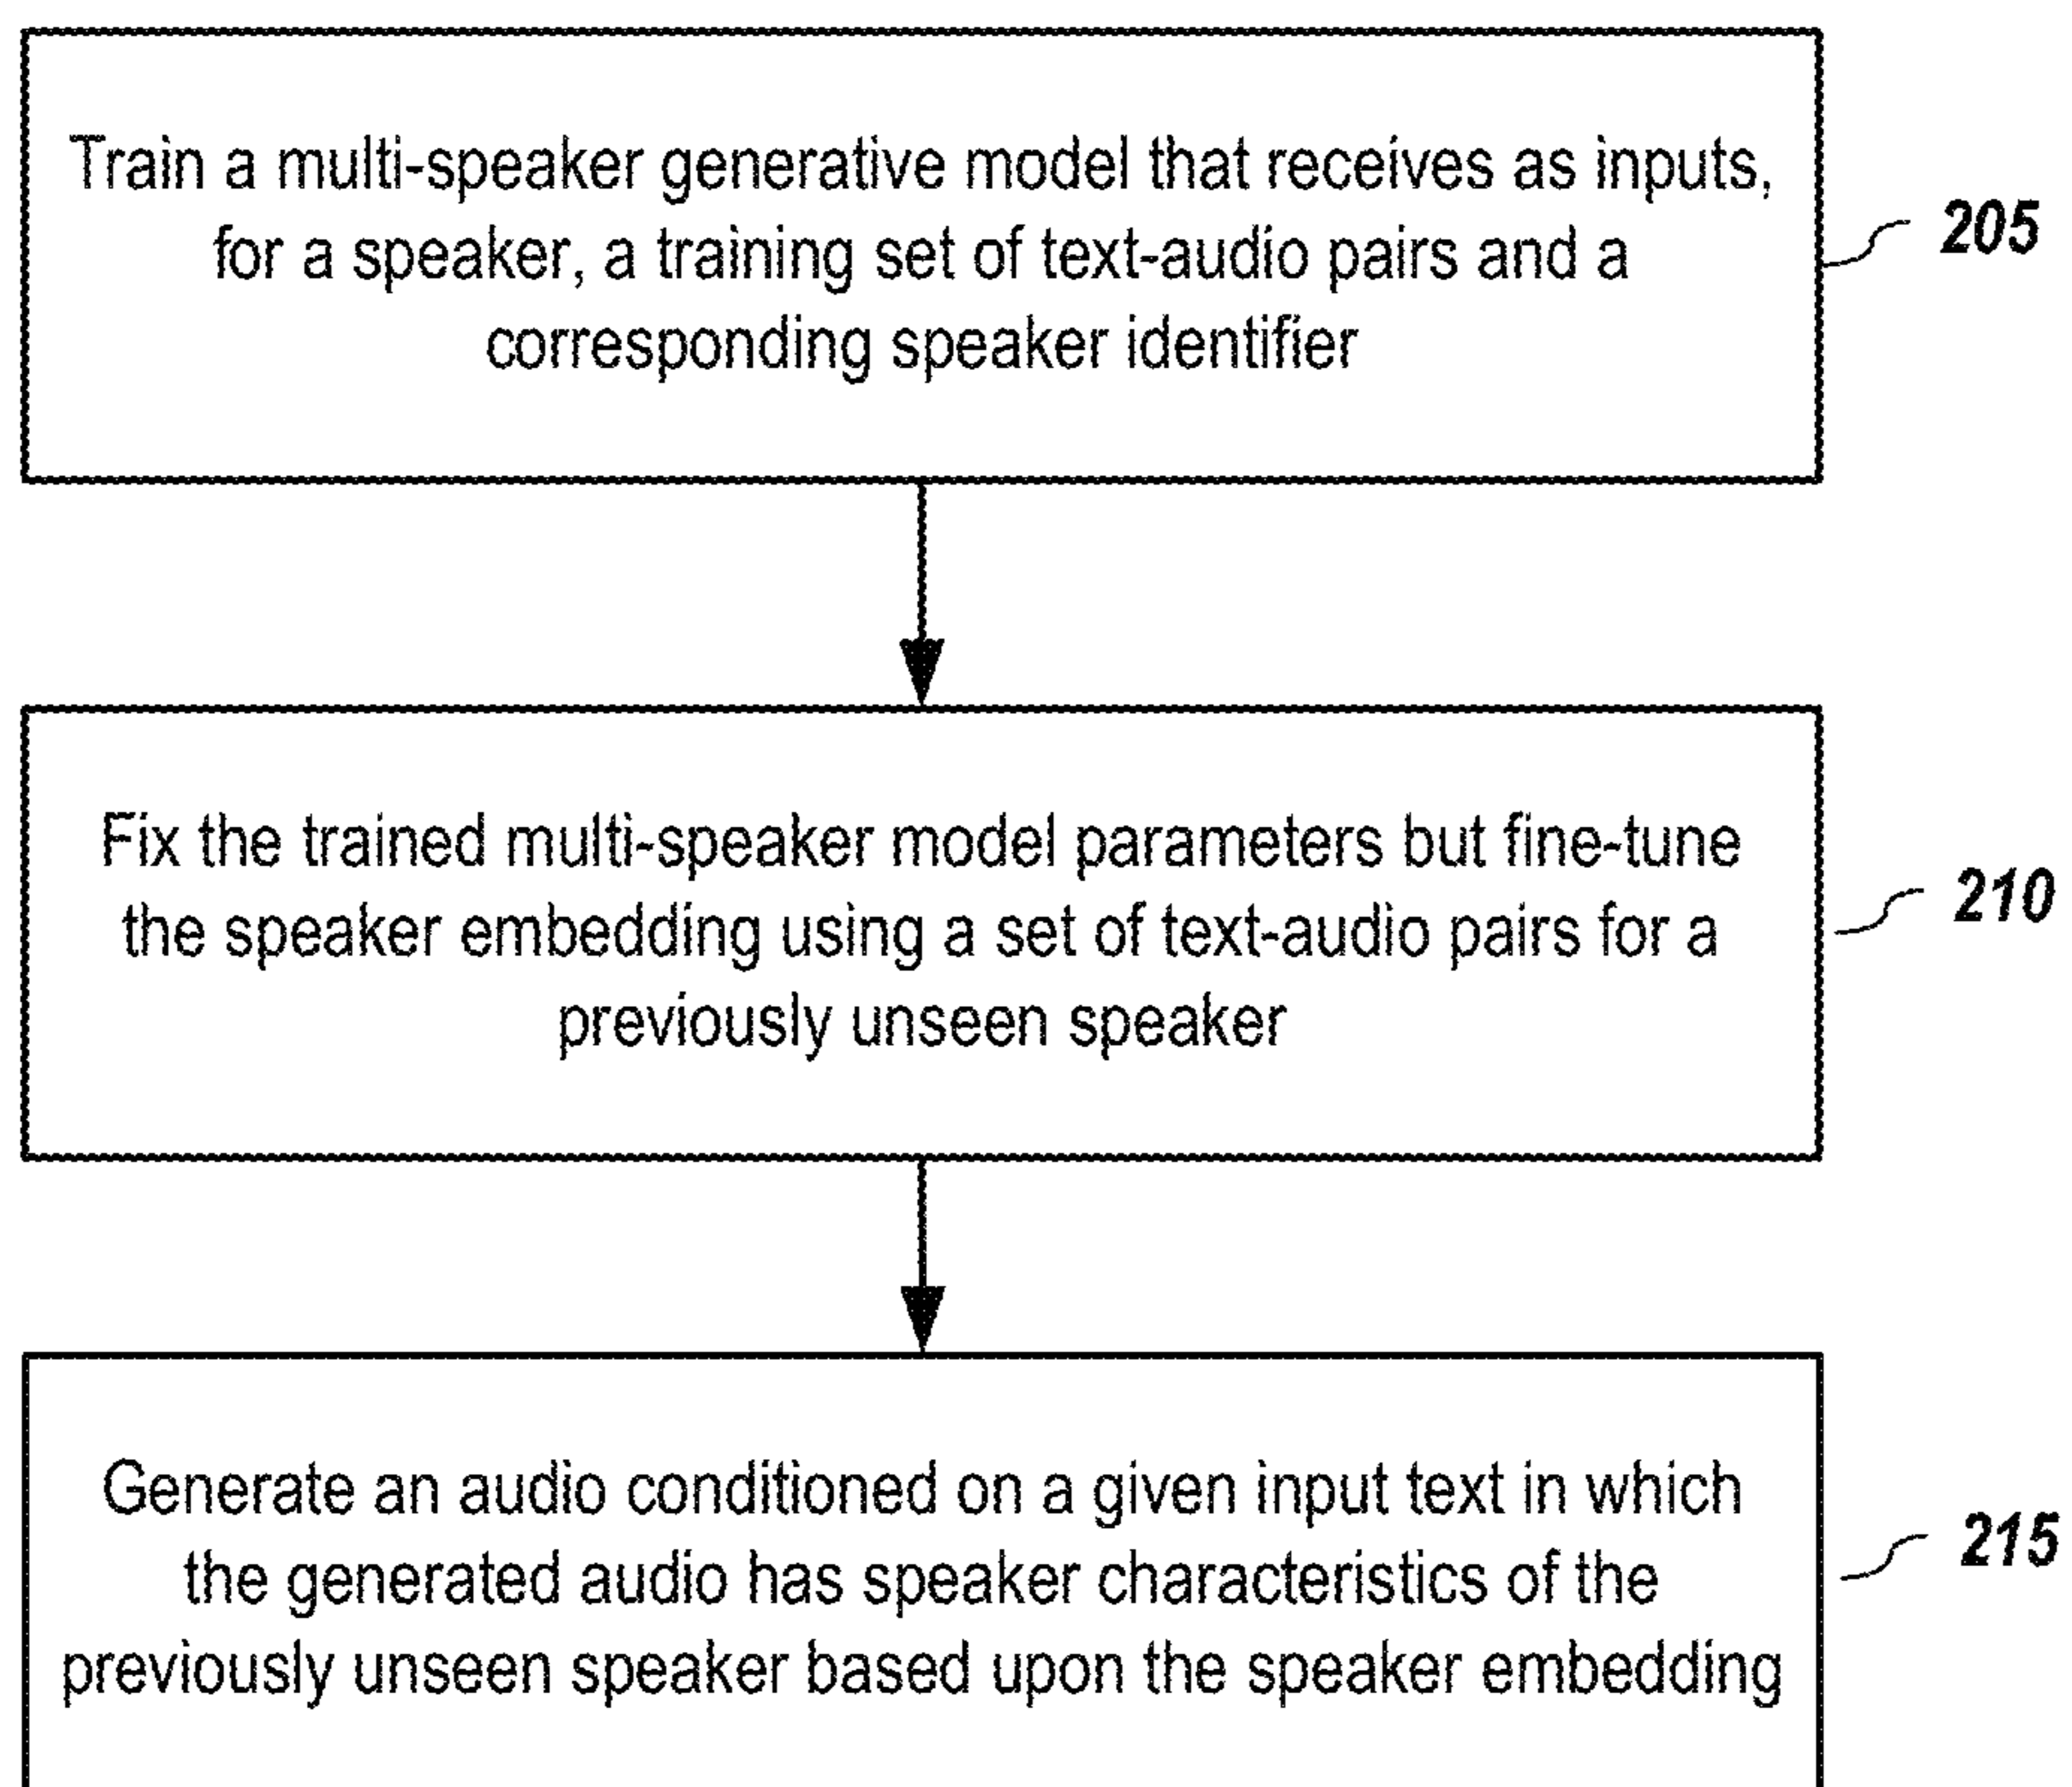 Train a multi-speaker generative model that receives as inputs,
for a speaker, a training set of text-audio pairs and a
corresponding speaker identifier
205
Fix the trained multi-speaker model parameters but fine-tune
the speaker embedding using a set of text-audio pairs for a
previously unseen speaker
210
Generate an audio conditioned on a given input text in which
the generated audio has speaker characteristics of the
previously unseen speaker based upon the speaker embedding
215